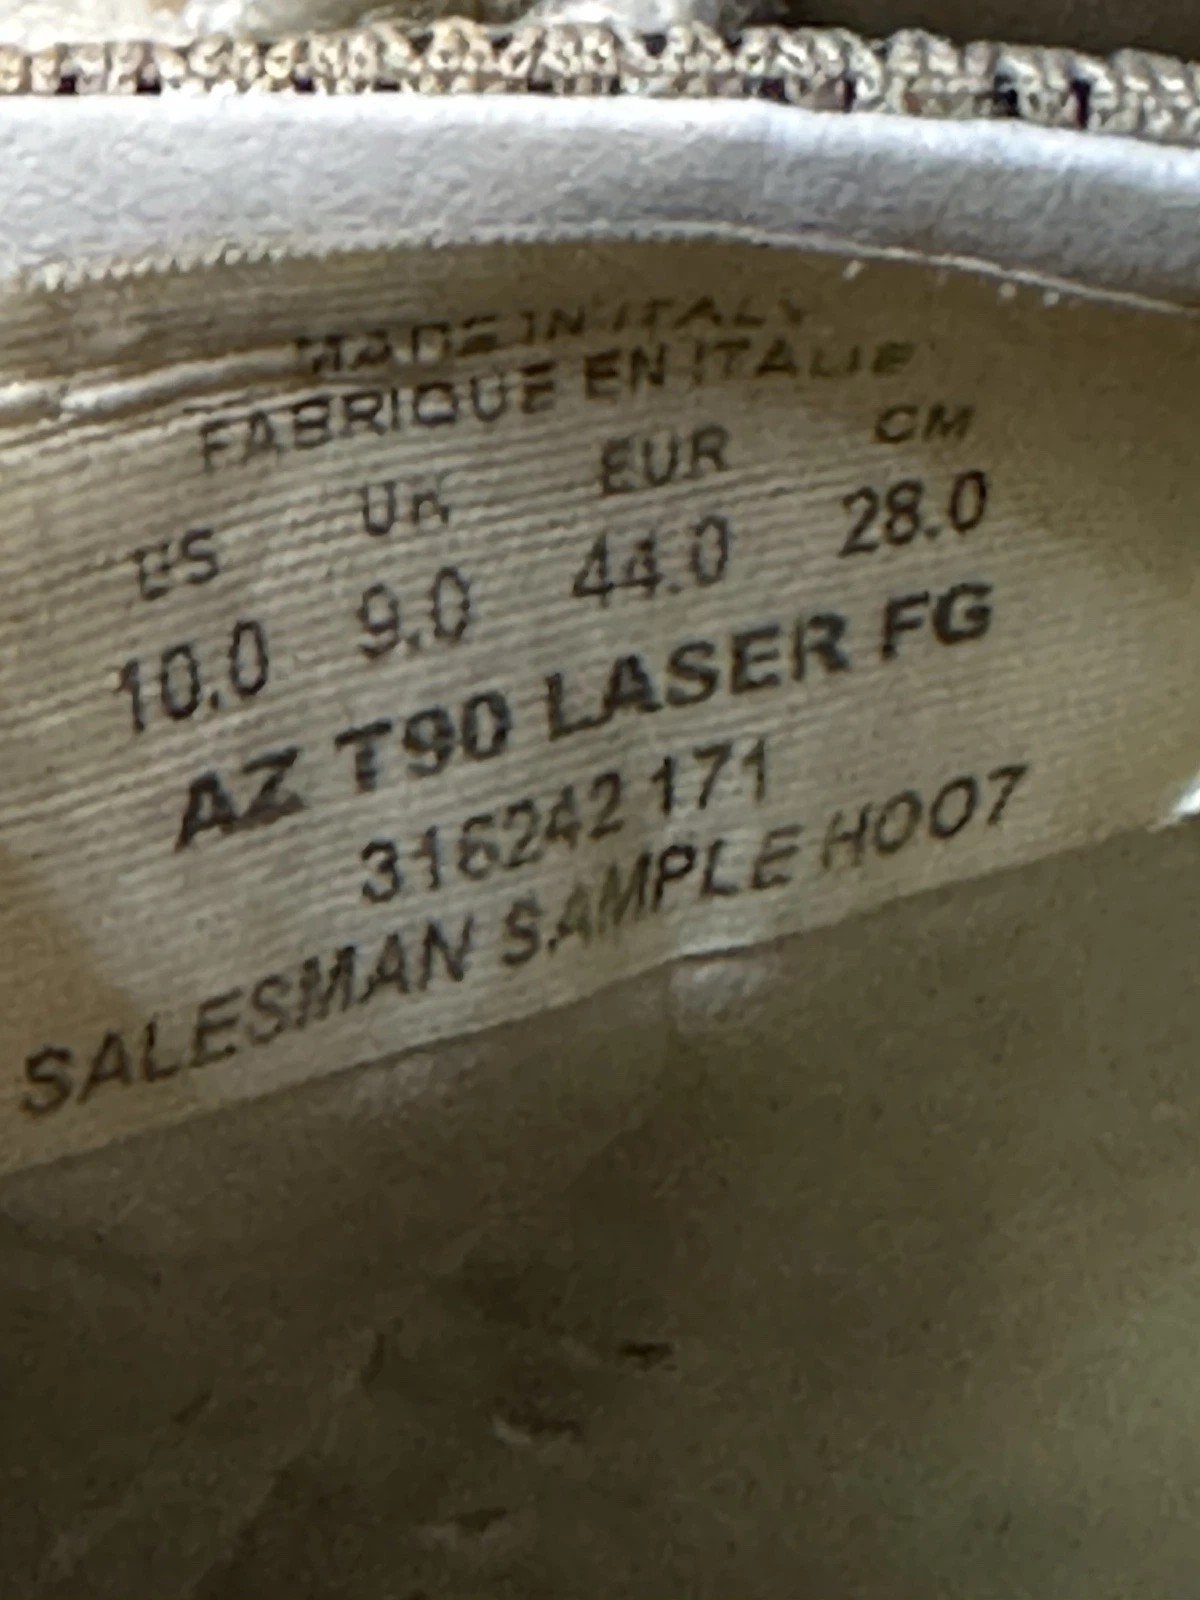 MADE IN ITALY
FABRIQUE EN ITALIE
US UK EUR CM
10.0 9.0 44.0 28.0
AZ T90 LASER FG
316242 171
SALESMAN SAMPLE HO07